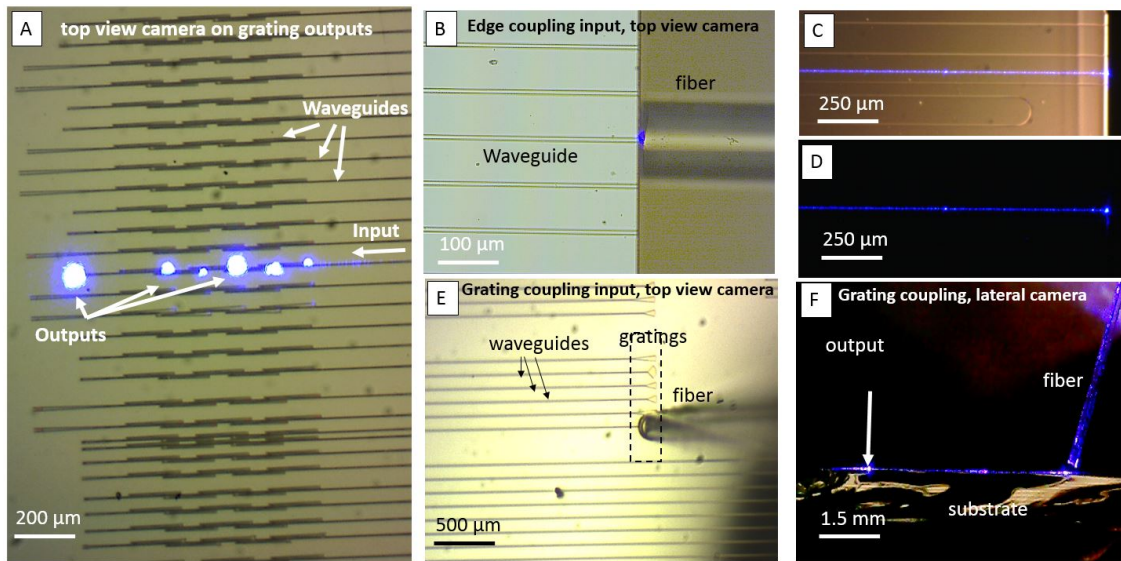 A
top view camera on grating outputs
Waveguides
Input
Outputs
200 µm
B
Edge coupling input, top view camera
fiber
Waveguide
100 µm
C
250 µm
D
250 µm
E
Grating coupling input, top view camera
gratings
waveguides
fiber
500 µm
F
Grating coupling, lateral camera
output
fiber
substrate
1.5 mm